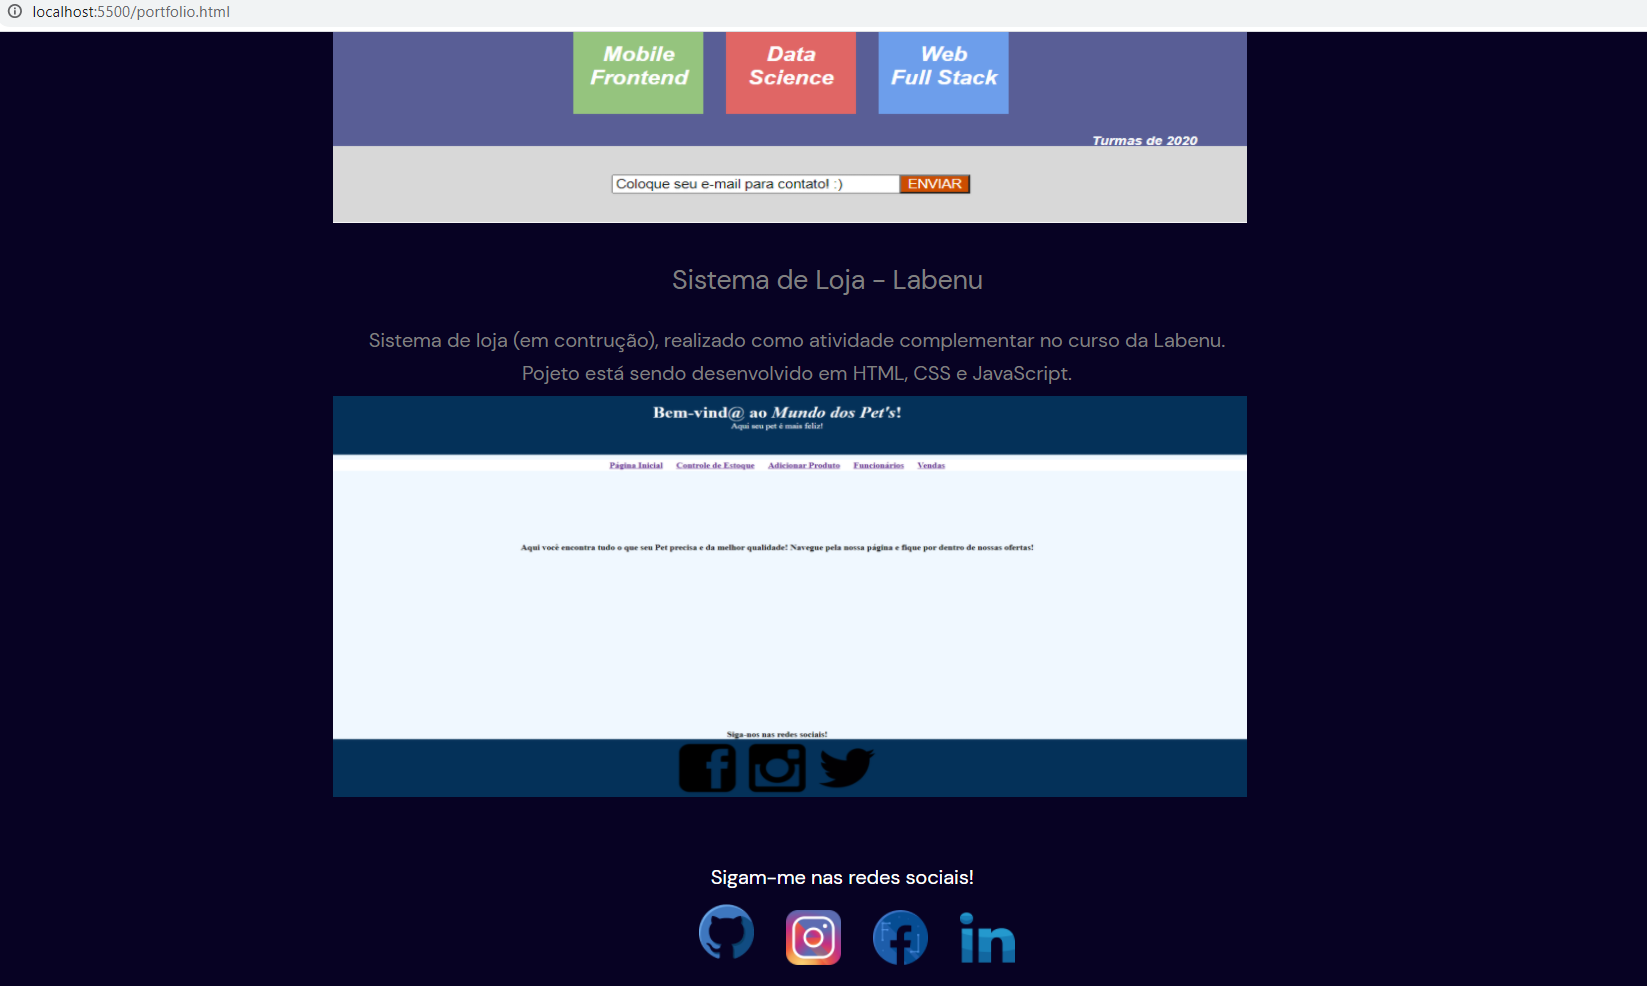 localhost:5500/portfolio.html
Mobile
Frontend
Data
Science
Web
Full Stack
Turmas de 2020
Coloque seu e-mail para contato! :)
ENVIAR
Sistema de Loja - Labenu
Sistema de loja (em contrução), realizado como atividade complementar no curso da Labenu.
Pojeto está sendo desenvolvido em HTML, CSS e JavaScript.
Bem-vind@ ao Mundo dos Pet's!
Aqui seu pet é mais feliz!
Página Inicial Controle de Estoque Adicionar Produto Funcionários Vendas
Aqui você encontra tudo o que seu Pet precisa e da melhor qualidade! Navegue pela nossa página e fique por dentro de nossas ofertas!
Siga-nos nas redes sociais!
Sigam-me nas redes sociais!